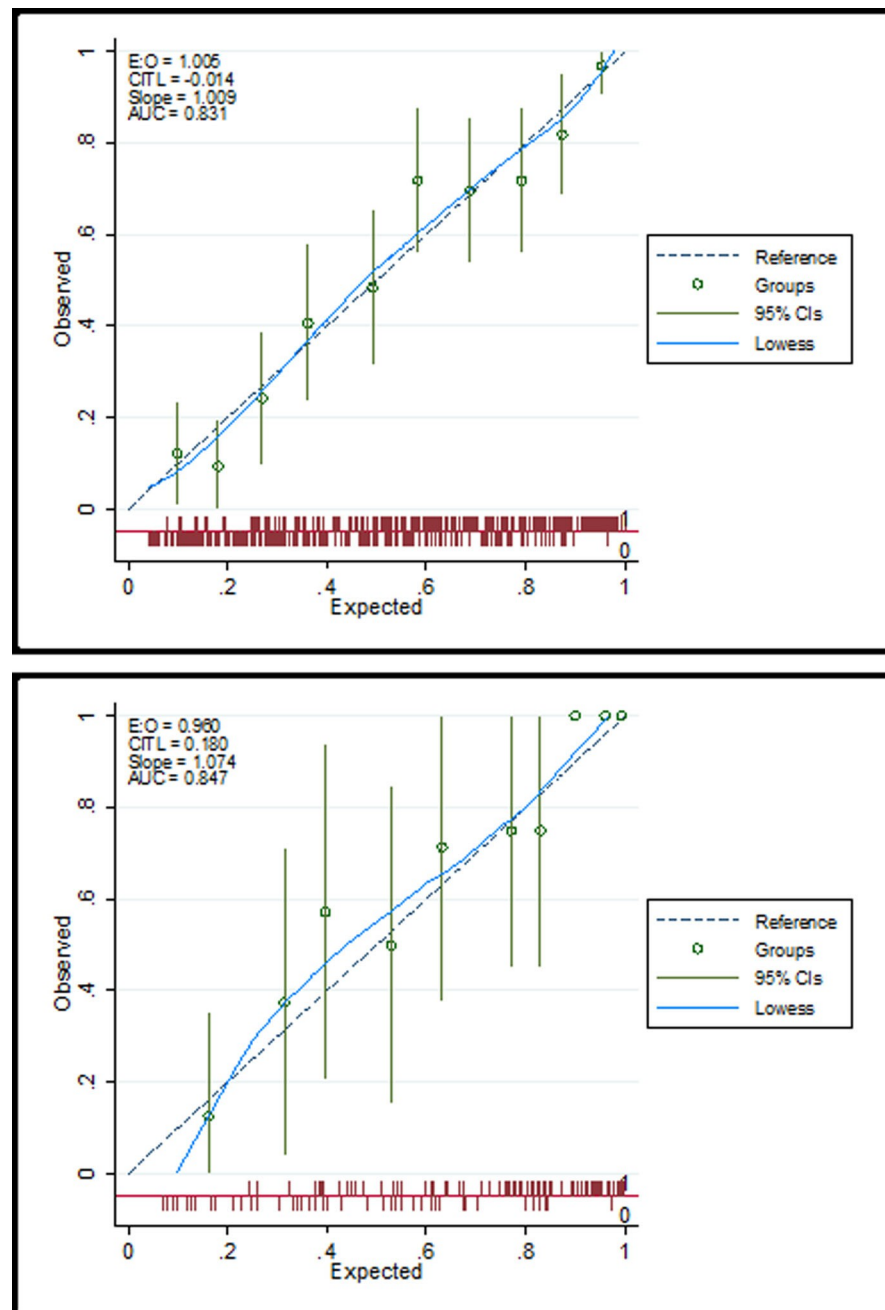 E:O = 1.005
CITL = -0.014
Slope = 1.009
AUC = 0.831
1
.8
.6
.4
.2
0
Observed
1
0
0 .2 .4 .6 .8 1
Expected
Reference
Groups
95% CIs
Lowess
E:O = 0.960
CITL = 0.180
Slope = 1.074
AUC = 0.847
1
.8
.6
.4
.2
0
Observed
1
0
0 .2 .4 .6 .8 1
Expected
Reference
Groups
95% CIs
Lowess